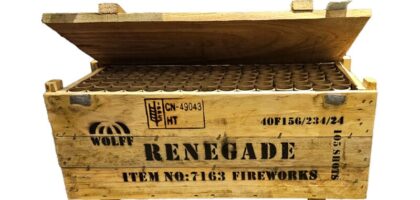 CN-49043
HT
40F156/234/24
WOLFF
RENEGADE
105 SHOTS
ITEM NO:7163 FIREWORKS